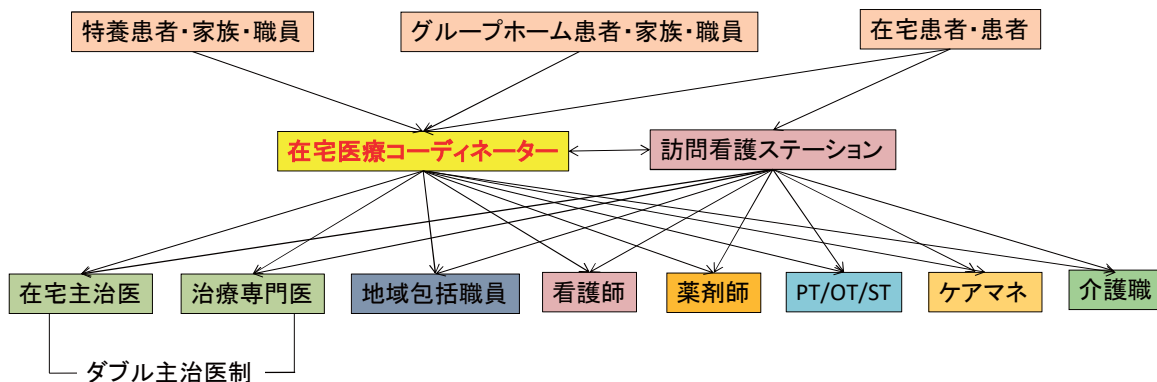 特養患者・家族・職員
グループホーム患者・家族・職員
在宅患者・患者
在宅医療コーディネーター
訪問看護ステーション
在宅主治医
治療専門医
地域包括職員
看護師
薬剤師
PT/OT/ST
ケアマネ
介護職
ダブル主治医制